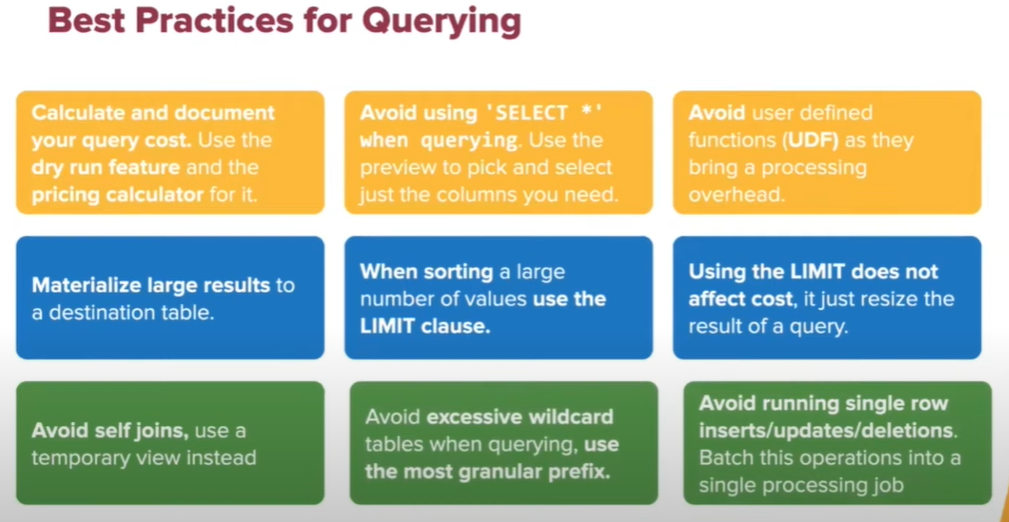 Best Practices for Querying
Calculate and document
your query cost. Use the
dry run feature and the
pricing calculator for it.
Avoid using 'SELECT *'
when querying. Use the
preview to pick and select
just the columns you need.
Avoid user defined
functions (UDF) as they
bring a processing
overhead.
Materialize large results to
a destination table.
When sorting a large
number of values use the
LIMIT clause.
Using the LIMIT does not
affect cost, it just resize the
result of a query.
Avoid self joins, use a
temporary view instead
Avoid excessive wildcard
tables when querying, use
the most granular prefix.
Avoid running single row
inserts/updates/deletions.
Batch this operations into a
single processing job